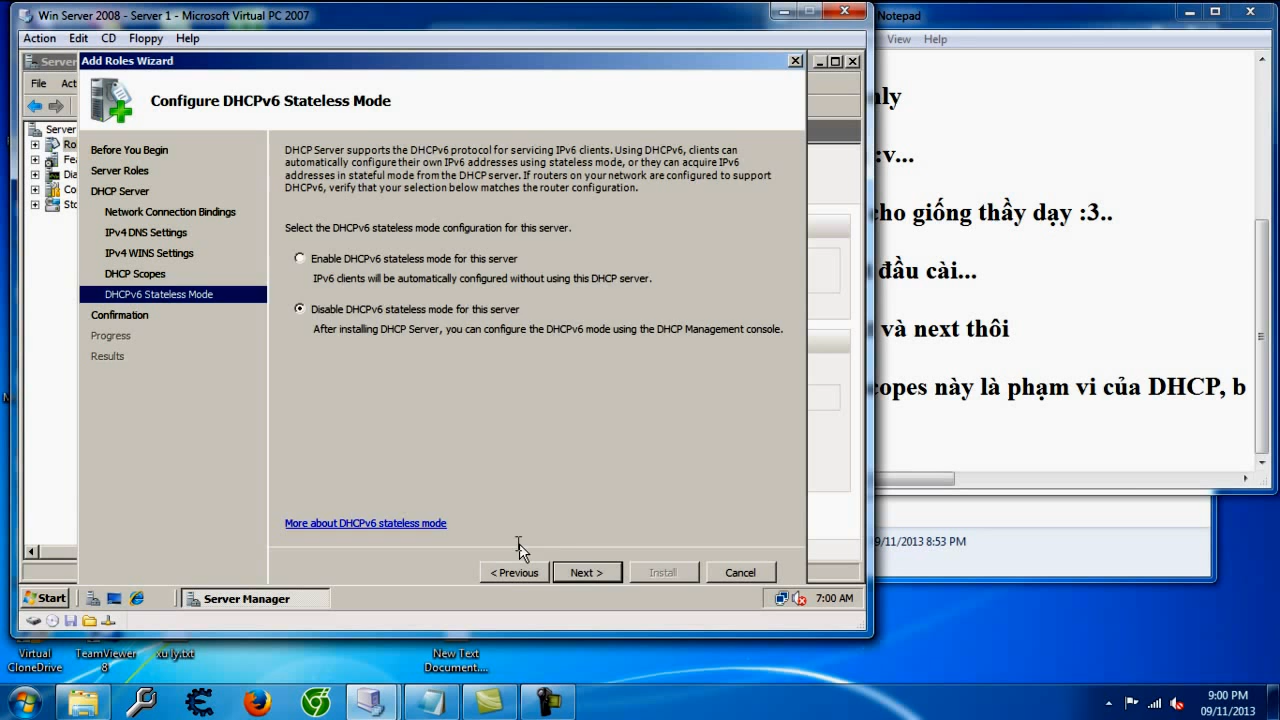 Win Server 2008 - Server 1 - Microsoft Virtual PC 2007
Notepad
Action Edit CD Floppy Help
View Help
Server
Add Roles Wizard
File Act
Configure DHCPv6 Stateless Mode
Server
Ro
Fea
Dia
Co
Sto
Before You Begin
Server Roles
DHCP Server
Network Connection Bindings
IPv4 DNS Settings
IPv4 WINS Settings
DHCP Scopes
DHCPv6 Stateless Mode
Confirmation
Progress
Results
DHCP Server supports the DHCPv6 protocol for servicing IPv6 clients. Using DHCPv6, clients can
automatically configure their own IPv6 addresses using stateless mode, or they can acquire IPv6
addresses in stateful mode from the DHCP server. If routers on your network are configured to support
DHCPv6, verify that your selection below matches the router configuration.
Select the DHCPv6 stateless mode configuration for this server.
Enable DHCPv6 stateless mode for this server
IPv6 clients will be automatically configured without using this DHCP server.
Disable DHCPv6 stateless mode for this server
After installing DHCP Server, you can configure the DHCPv6 mode using the DHCP Management console.
More about DHCPv6 stateless mode
< Previous Next > Install Cancel
nly
:v...
cho giống thầy dạy :3..
đầu cài...
và next thôi
copes này là phạm vi của DHCP, b
9/11/2013 8:53 PM
Start Server Manager 7:00 AM
Virtual
CloneDrive
TeamViewer
8
xu ly.txt
New Text
Document....
9:00 PM
09/11/2013